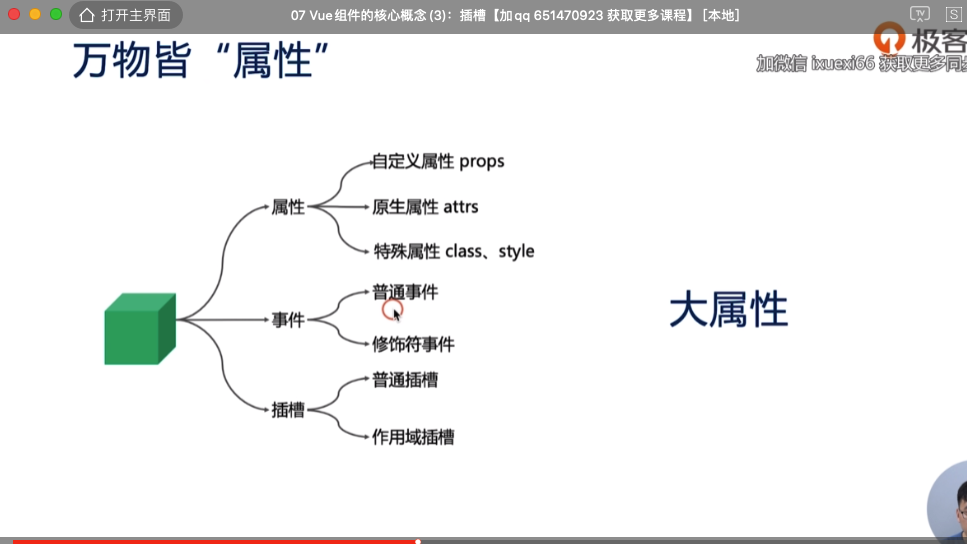 打开主界面
07 Vue组件的核心概念(3)：插槽【加qq 651470923 获取更多课程】[本地]
TV
S
万物皆“属性”
极客
加微信 ixuexi66 获取更多同
自定义属性 props
属性
原生属性 attrs
特殊属性 class、style
普通事件
事件
修饰符事件
大属性
普通插槽
插槽
作用域插槽